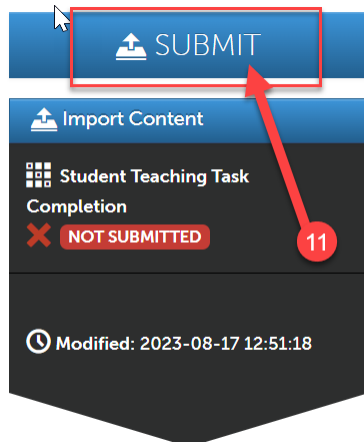 SUBMIT
Import Content
Student Teaching Task
Completion
NOT SUBMITTED
11
Modified: 2023-08-17 12:51:18